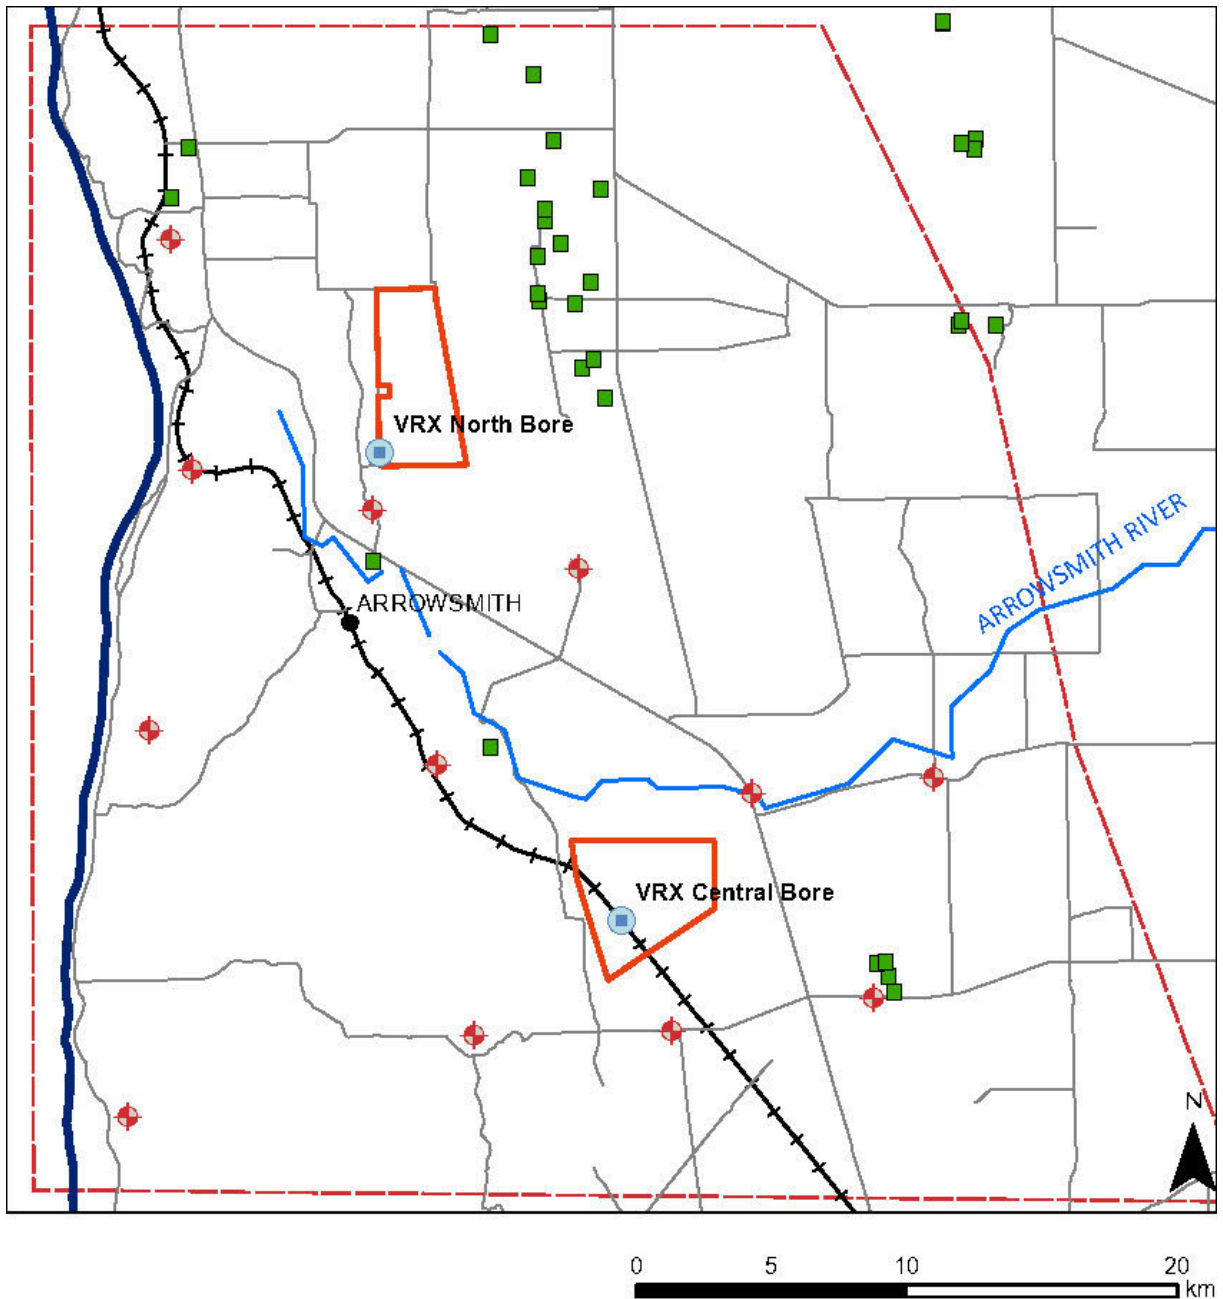 VRX North Bore
ARROWSMITH RIVER
ARROWSMITH
VRX Central Bore
N
0 5 10 20
km